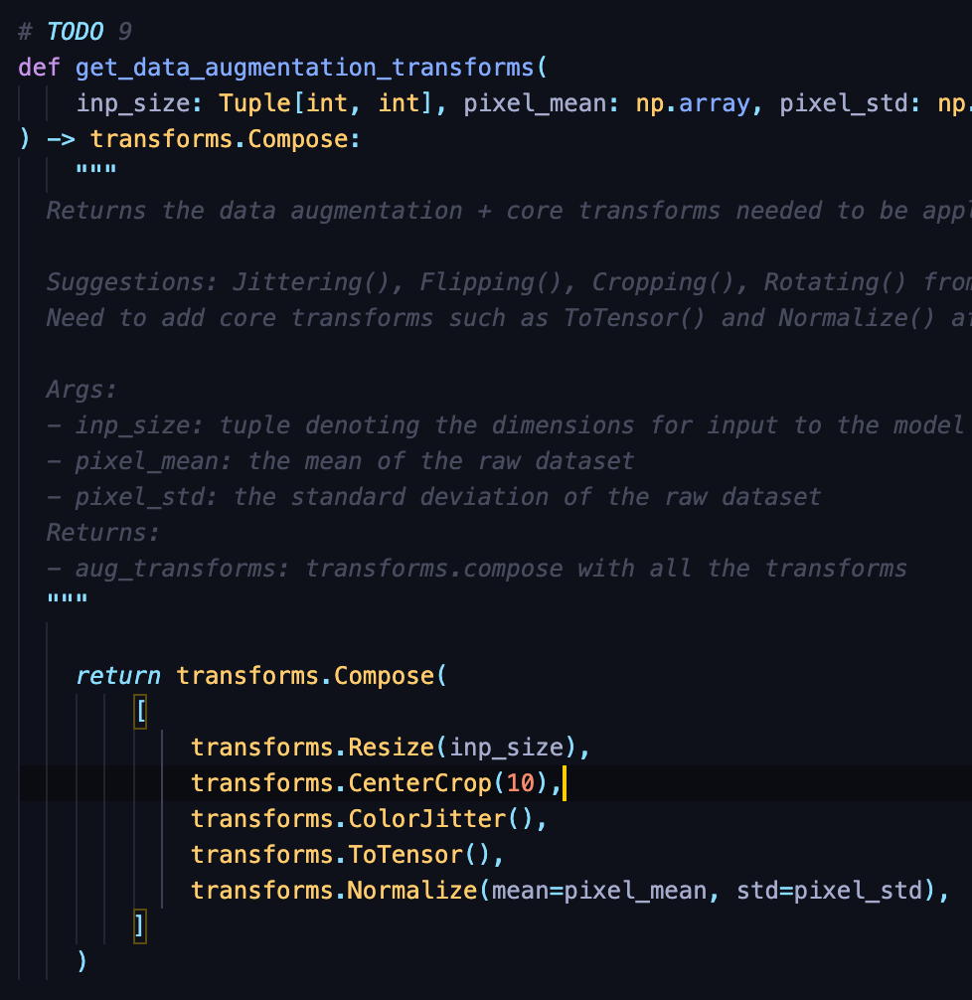 # TODO 9
def get_data_augmentation_transforms(
inp_size: Tuple[int, int], pixel_mean: np.array, pixel_std: np.
) -> transforms.Compose:
"""
Returns the data augmentation + core transforms needed to be appl
Suggestions: Jittering(), Flipping(), Cropping(), Rotating() from
Need to add core transforms such as ToTensor() and Normalize() af
Args:
- inp_size: tuple denoting the dimensions for input to the model
- pixel_mean: the mean of the raw dataset
- pixel_std: the standard deviation of the raw dataset
Returns:
- aug_transforms: transforms.compose with all the transforms
"""
return transforms.Compose(
[
transforms.Resize(inp_size),
transforms.CenterCrop(10),
transforms.ColorJitter(),
transforms.ToTensor(),
transforms.Normalize(mean=pixel_mean, std=pixel_std),
]
)